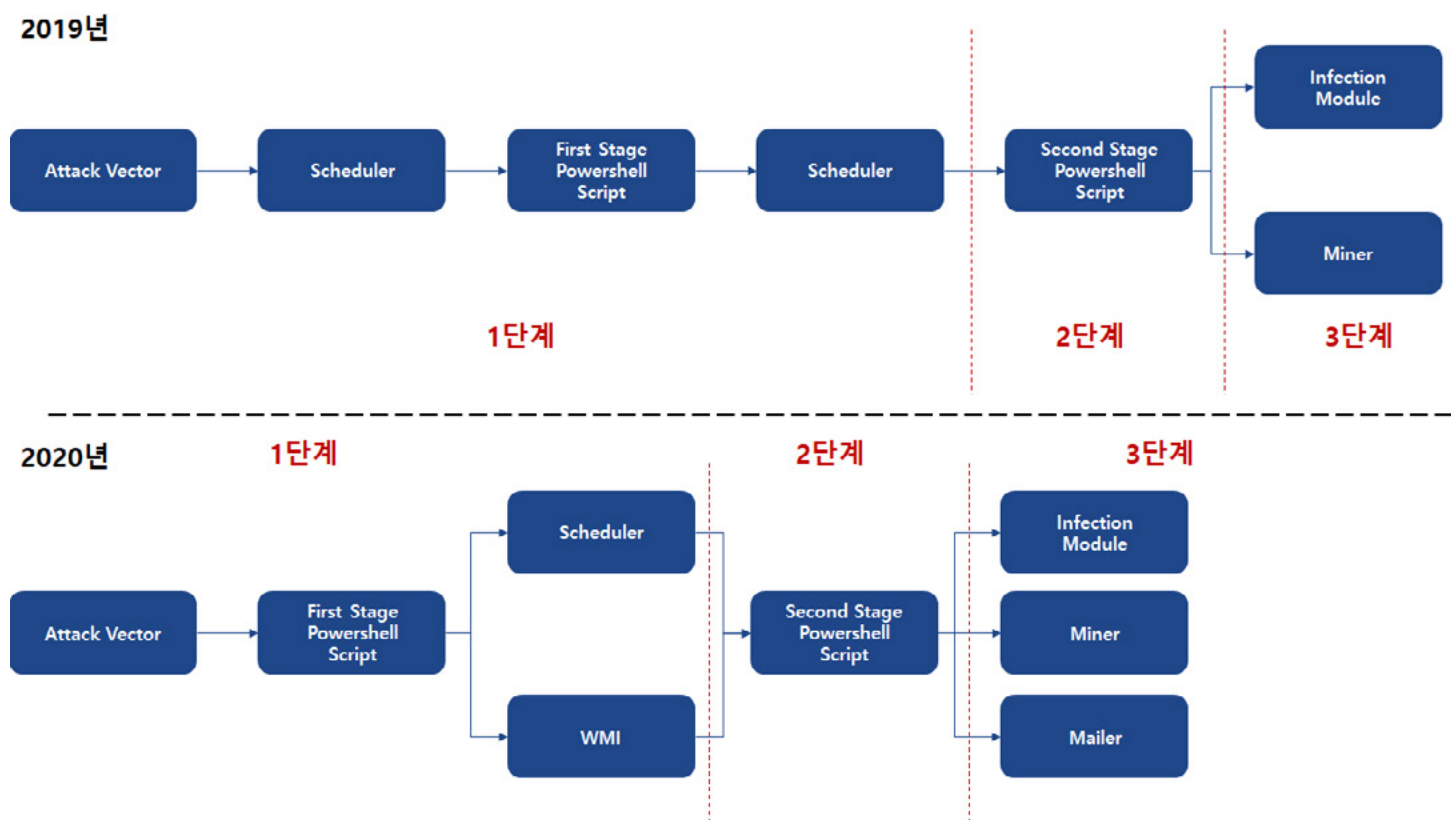 2019년
Attack Vector
Scheduler
First Stage
Powershell
Script
Scheduler
Second Stage
Powershell
Script
Infection
Module
Miner
1단계
2단계
3단계
2020년
1단계
2단계
3단계
Attack Vector
First Stage
Powershell
Script
Scheduler
WMI
Second Stage
Powershell
Script
Infection
Module
Miner
Mailer